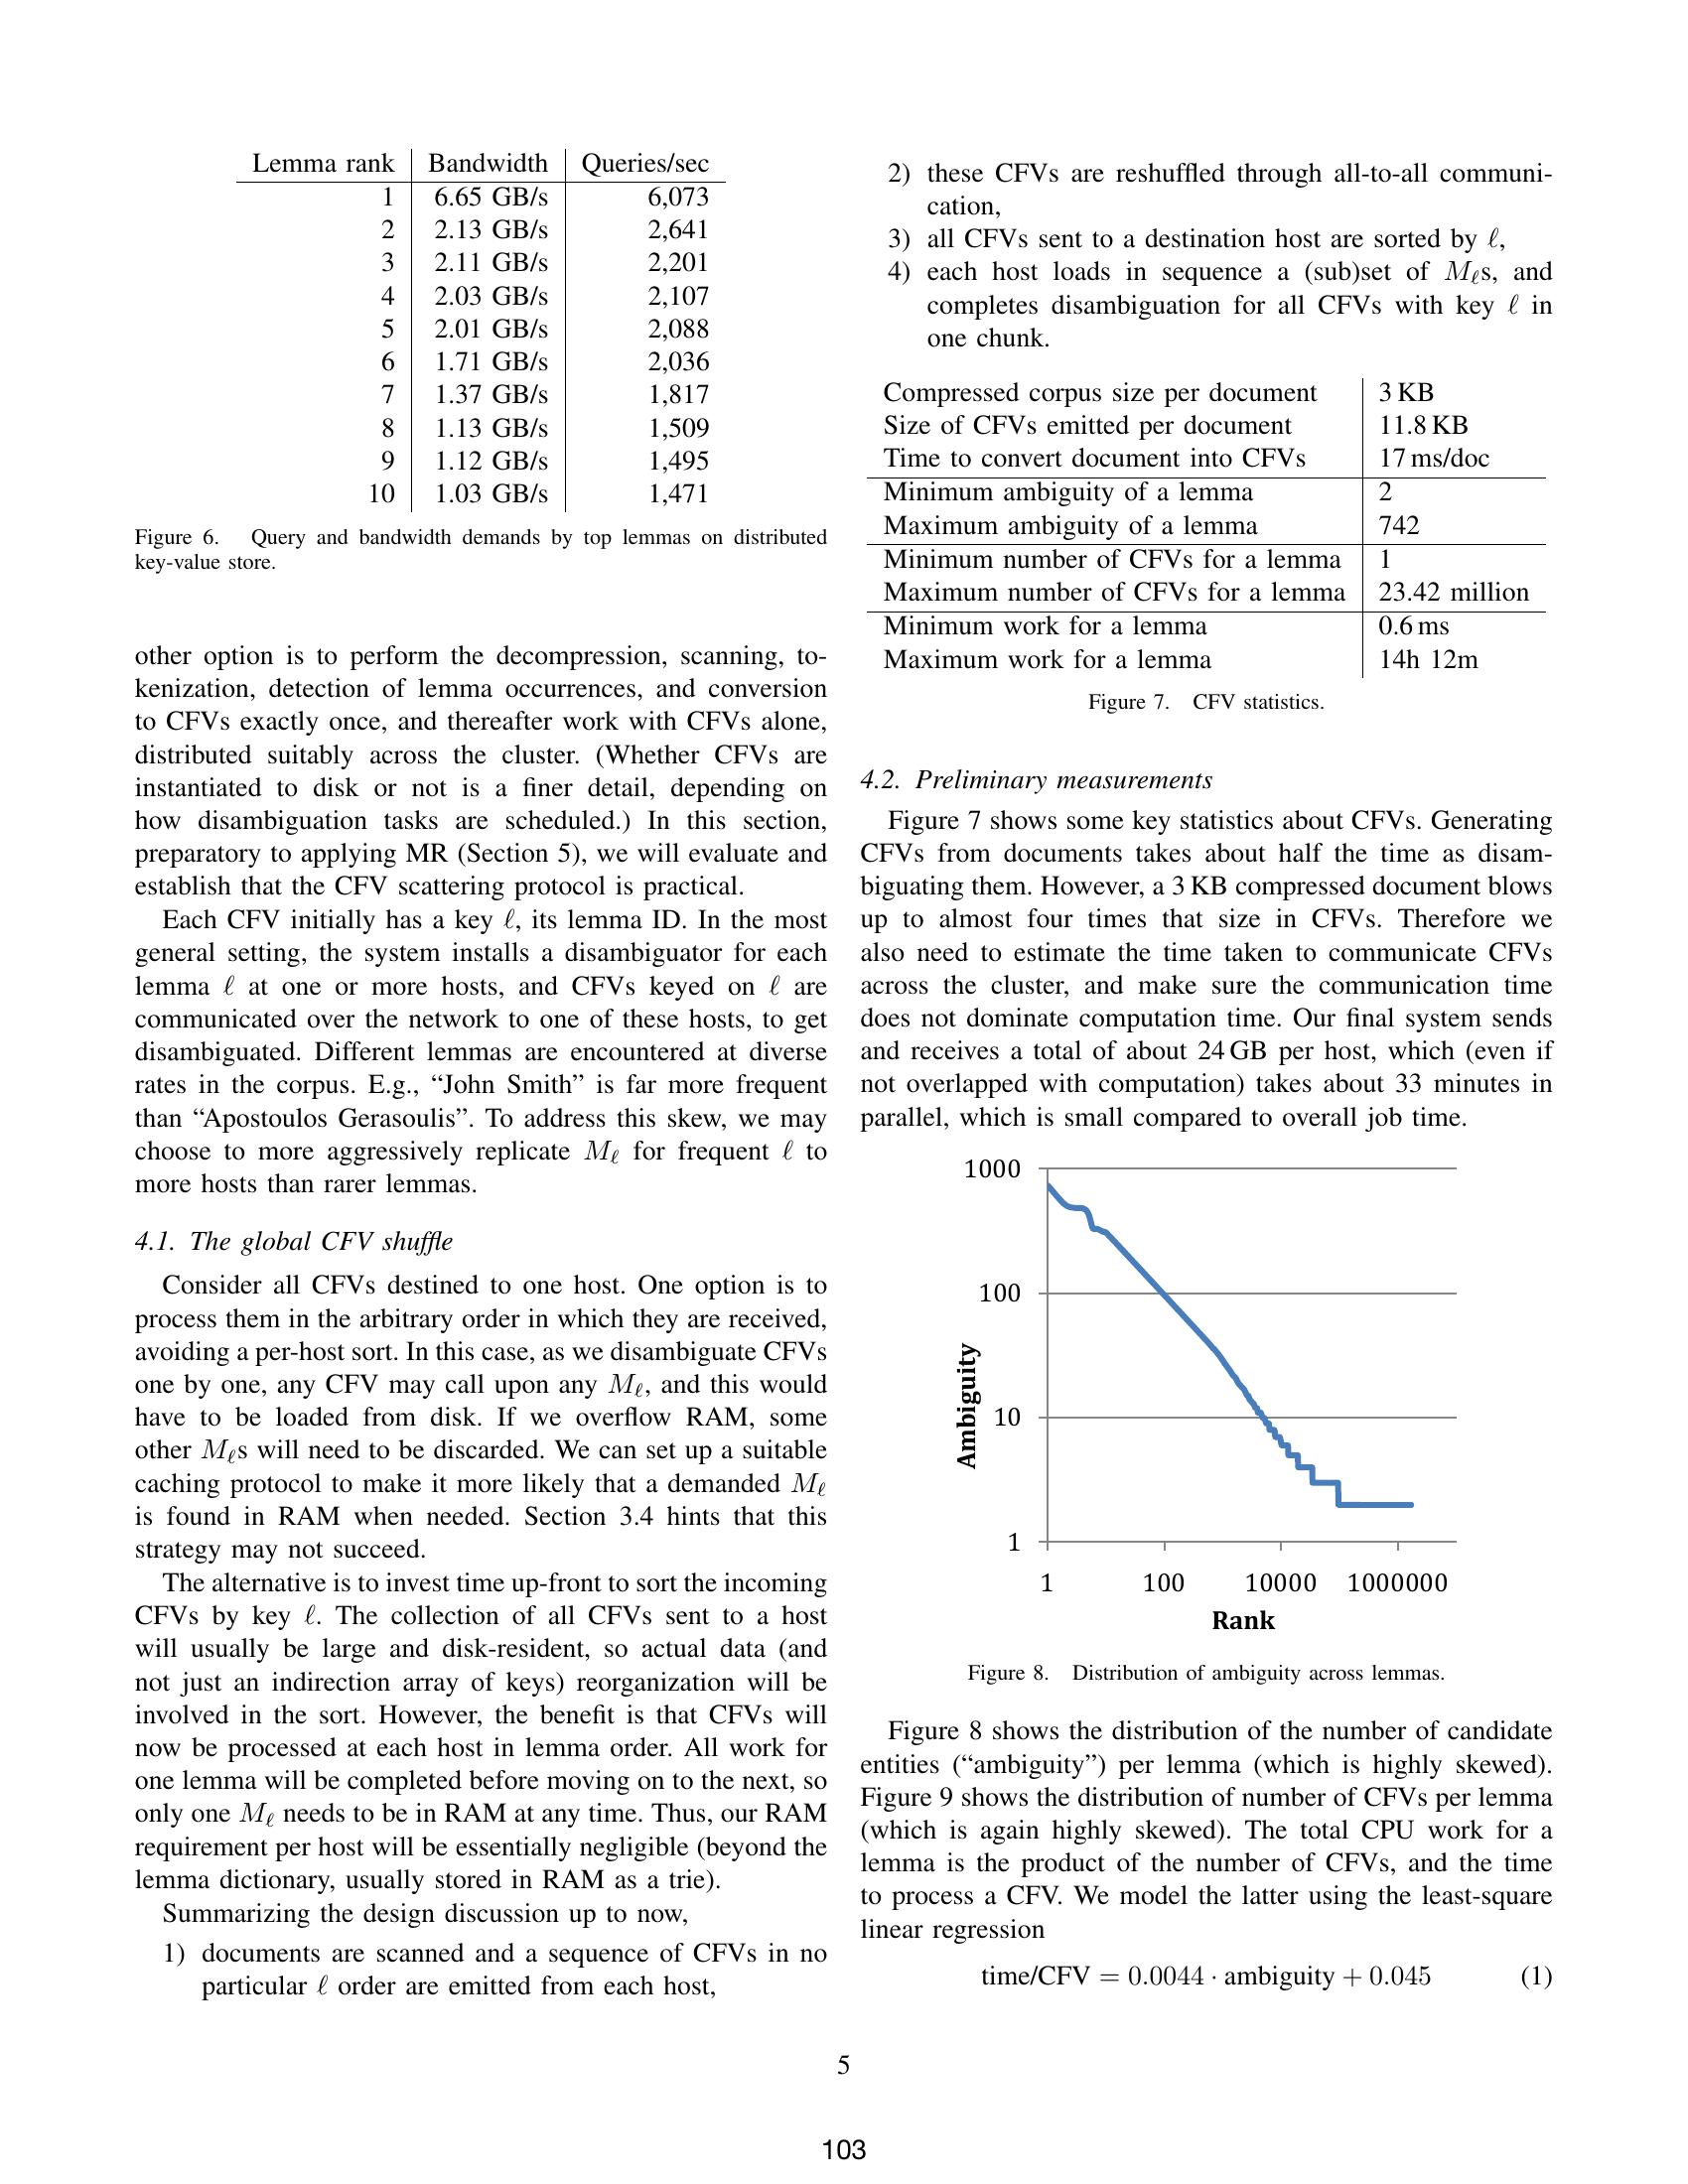 Lemma rank Bandwidth Queries/sec
1 6.65 GB/s 6,073
2 2.13 GB/s 2,641
3 2.11 GB/s 2,201
4 2.03 GB/s 2,107
5 2.01 GB/s 2,088
6 1.71 GB/s 2,036
7 1.37 GB/s 1,817
8 1.13 GB/s 1,509
9 1.12 GB/s 1,495
10 1.03 GB/s 1,471
Figure 6. Query and bandwidth demands by top lemmas on distributed
key-value store.
other option is to perform the decompression, scanning, to-
kenization, detection of lemma occurrences, and conversion
to CFVs exactly once, and thereafter work with CFVs alone,
distributed suitably across the cluster. (Whether CFVs are
instantiated to disk or not is a finer detail, depending on
how disambiguation tasks are scheduled.) In this section,
preparatory to applying MR (Section 5), we will evaluate and
establish that the CFV scattering protocol is practical.
Each CFV initially has a key ℓ, its lemma ID. In the most
general setting, the system installs a disambiguator for each
lemma ℓ at one or more hosts, and CFVs keyed on ℓ are
communicated over the network to one of these hosts, to get
disambiguated. Different lemmas are encountered at diverse
rates in the corpus. E.g., “John Smith” is far more frequent
than “Apostoulos Gerasoulis”. To address this skew, we may
choose to more aggressively replicate Mℓ for frequent ℓ to
more hosts than rarer lemmas.
4.1. The global CFV shuffle
Consider all CFVs destined to one host. One option is to
process them in the arbitrary order in which they are received,
avoiding a per-host sort. In this case, as we disambiguate CFVs
one by one, any CFV may call upon any Mℓ, and this would
have to be loaded from disk. If we overflow RAM, some
other Mℓs will need to be discarded. We can set up a suitable
caching protocol to make it more likely that a demanded Mℓ
is found in RAM when needed. Section 3.4 hints that this
strategy may not succeed.
The alternative is to invest time up-front to sort the incoming
CFVs by key ℓ. The collection of all CFVs sent to a host
will usually be large and disk-resident, so actual data (and
not just an indirection array of keys) reorganization will be
involved in the sort. However, the benefit is that CFVs will
now be processed at each host in lemma order. All work for
one lemma will be completed before moving on to the next, so
only one Mℓ needs to be in RAM at any time. Thus, our RAM
requirement per host will be essentially negligible (beyond the
lemma dictionary, usually stored in RAM as a trie).
Summarizing the design discussion up to now,
1) documents are scanned and a sequence of CFVs in no
particular ℓ order are emitted from each host,
2) these CFVs are reshuffled through all-to-all communi-
cation,
3) all CFVs sent to a destination host are sorted by ℓ,
4) each host loads in sequence a (sub)set of Mℓs, and
completes disambiguation for all CFVs with key ℓ in
one chunk.
Compressed corpus size per document 3 KB
Size of CFVs emitted per document 11.8 KB
Time to convert document into CFVs 17 ms/doc
Minimum ambiguity of a lemma 2
Maximum ambiguity of a lemma 742
Minimum number of CFVs for a lemma 1
Maximum number of CFVs for a lemma 23.42 million
Minimum work for a lemma 0.6 ms
Maximum work for a lemma 14h 12m
Figure 7. CFV statistics.
4.2. Preliminary measurements
Figure 7 shows some key statistics about CFVs. Generating
CFVs from documents takes about half the time as disam-
biguating them. However, a 3 KB compressed document blows
up to almost four times that size in CFVs. Therefore we
also need to estimate the time taken to communicate CFVs
across the cluster, and make sure the communication time
does not dominate computation time. Our final system sends
and receives a total of about 24 GB per host, which (even if
not overlapped with computation) takes about 33 minutes in
parallel, which is small compared to overall job time.
1000
100
10
1
Ambiguity
1 100 10000 1000000
Rank
Figure 8. Distribution of ambiguity across lemmas.
Figure 8 shows the distribution of the number of candidate
entities (“ambiguity”) per lemma (which is highly skewed).
Figure 9 shows the distribution of number of CFVs per lemma
(which is again highly skewed). The total CPU work for a
lemma is the product of the number of CFVs, and the time
to process a CFV. We model the latter using the least-square
linear regression
time/CFV = 0.0044 · ambiguity + 0.045 (1)
5
103